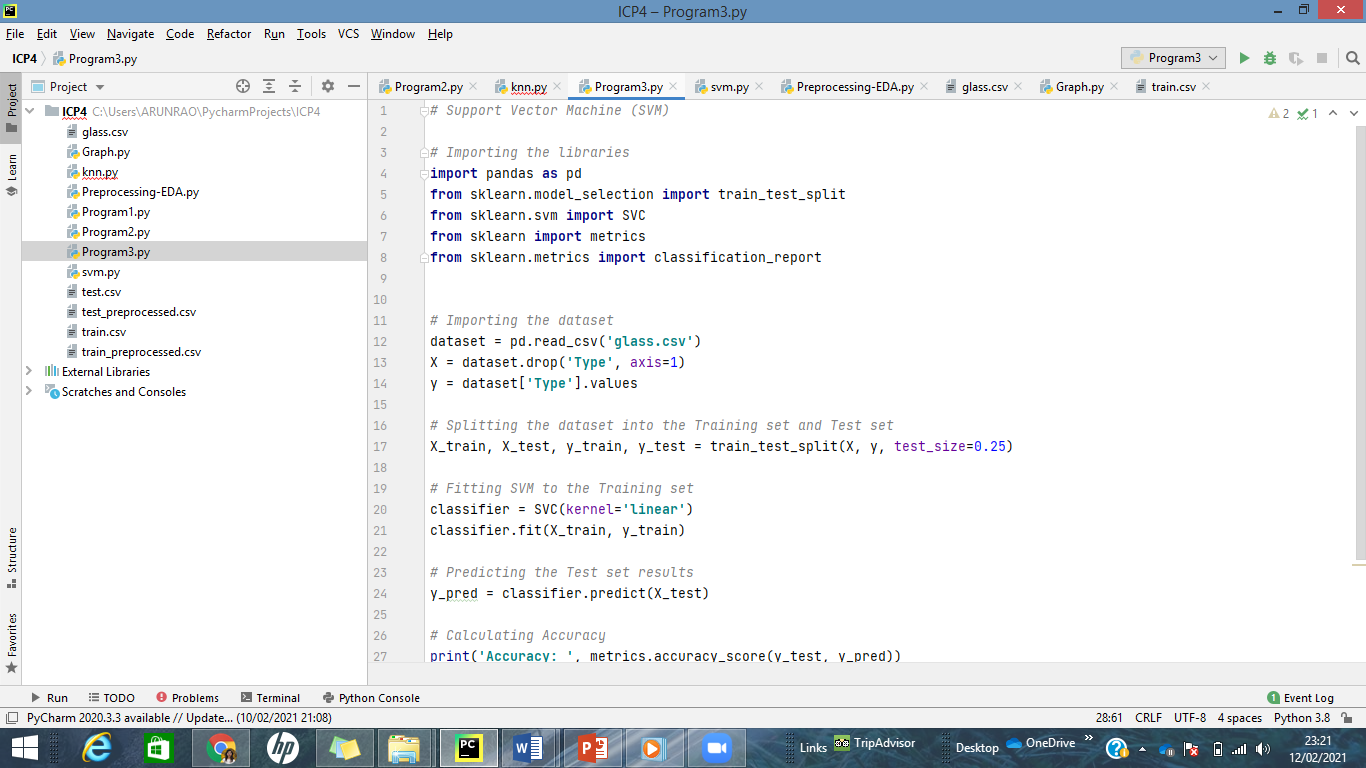 ICP4 – Program3.py
File Edit View Navigate Code Refactor Run Tools VCS Window Help
ICP4 Program3.py
Program3
Project
Program2.py knn.py Program3.py svm.py Preprocessing-EDA.py glass.csv Graph.py train.csv
Project
Learn
Structure
Favorites
ICP4 C:\Users\ARUNRAO\PycharmProjects\ICP4
glass.csv
Graph.py
knn.py
Preprocessing-EDA.py
Program1.py
Program2.py
Program3.py
svm.py
test.csv
test_preprocessed.csv
train.csv
train_preprocessed.csv
External Libraries
Scratches and Consoles
2 1
1 # Support Vector Machine (SVM)
2
3 # Importing the libraries
4 import pandas as pd
5 from sklearn.model_selection import train_test_split
6 from sklearn.svm import SVC
7 from sklearn import metrics
8 from sklearn.metrics import classification_report
9
10
11 # Importing the dataset
12 dataset = pd.read_csv('glass.csv')
13 X = dataset.drop('Type', axis=1)
14 y = dataset['Type'].values
15
16 # Splitting the dataset into the Training set and Test set
17 X_train, X_test, y_train, y_test = train_test_split(X, y, test_size=0.25)
18
19 # Fitting SVM to the Training set
20 classifier = SVC(kernel='linear')
21 classifier.fit(X_train, y_train)
22
23 # Predicting the Test set results
24 y_pred = classifier.predict(X_test)
25
26 # Calculating Accuracy
27 print('Accuracy: ', metrics.accuracy_score(y_test, y_pred))
Run TODO Problems Terminal Python Console 1 Event Log
PyCharm 2020.3.3 available // Update... (10/02/2021 21:08) 28:61 CRLF UTF-8 4 spaces Python 3.8
Links TripAdvisor Desktop OneDrive 23:21
12/02/2021